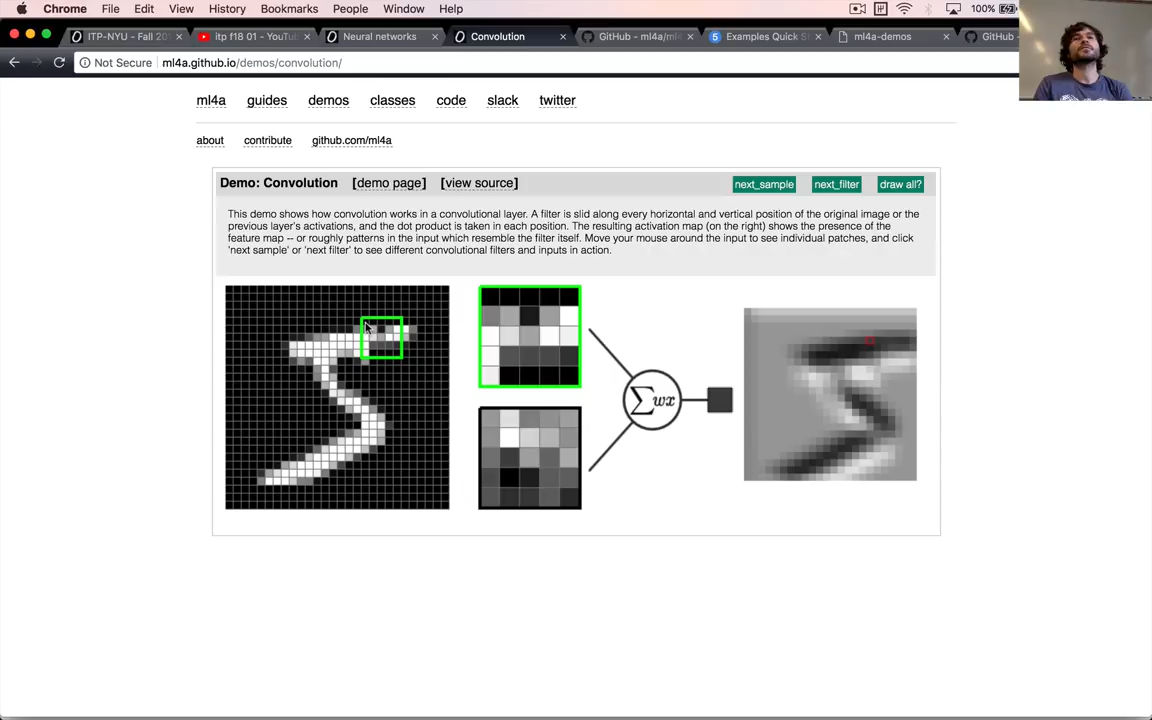 Chrome File Edit View History Bookmarks People Window Help 100%
ITP-NYU - Fall 20 × itp f18 01 - YouTu × Neural networks × Convolution × GitHub - ml4a/ml × Examples Quick S × ml4a-demos × GitHub -
Not Secure ml4a.github.io/demos/convolution/
ml4a guides demos classes code slack twitter
about contribute github.com/ml4a
Demo: Convolution [demo page] [view source] next_sample next_filter draw all?
This demo shows how convolution works in a convolutional layer. A filter is slid along every horizontal and vertical position of the original image or the
previous layer's activations, and the dot product is taken in each position. The resulting activation map (on the right) shows the presence of the
feature map -- or roughly patterns in the input which resemble the filter itself. Move your mouse around the input to see individual patches, and click
'next sample' or 'next filter' to see different convolutional filters and inputs in action.
∑wx